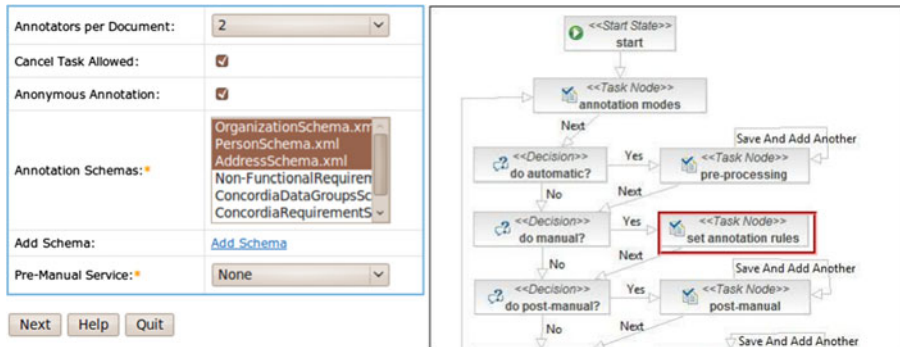 Annotators per Document:
2
Cancel Task Allowed:
Anonymous Annotation:
Annotation Schemas:*
OrganizationSchema.xm
PersonSchema.xml
AddressSchema.xml
Non-FunctionalRequirem
ConcordiaDataGroupsSc
ConcordiaRequirementS
Add Schema:
Add Schema
Pre-Manual Service:*
None
Next
Help
Quit
<<Start State>>
start
<<Task Node>>
annotation modes
Next
Save And Add Another
<<Decision>>
do automatic?
Yes
<<Task Node>>
pre-processing
No
Next
<<Decision>>
do manual?
Yes
<<Task Node>>
set annotation rules
No
Next
Save And Add Another
<<Decision>>
do post-manual?
Yes
<<Task Node>>
post-manual
No
Next
Save And Add Another